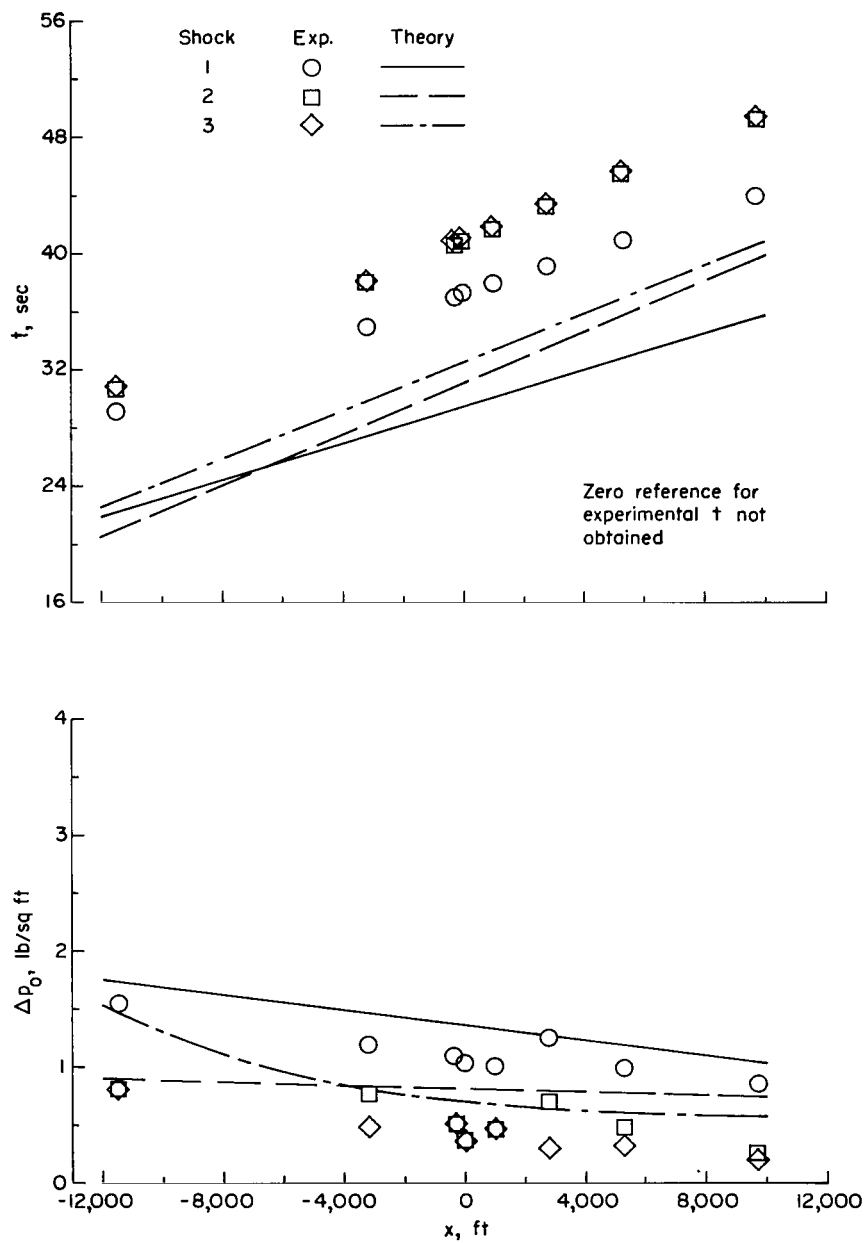 56
48
40
32
24
16
t, sec
Shock Exp. Theory
1
2
3
Zero reference for
experimental t not
obtained
4
3
2
1
0
Δp₀, lb/sq ft
-12,000 -8,000 -4,000 0 4,000 8,000 12,000
x, ft